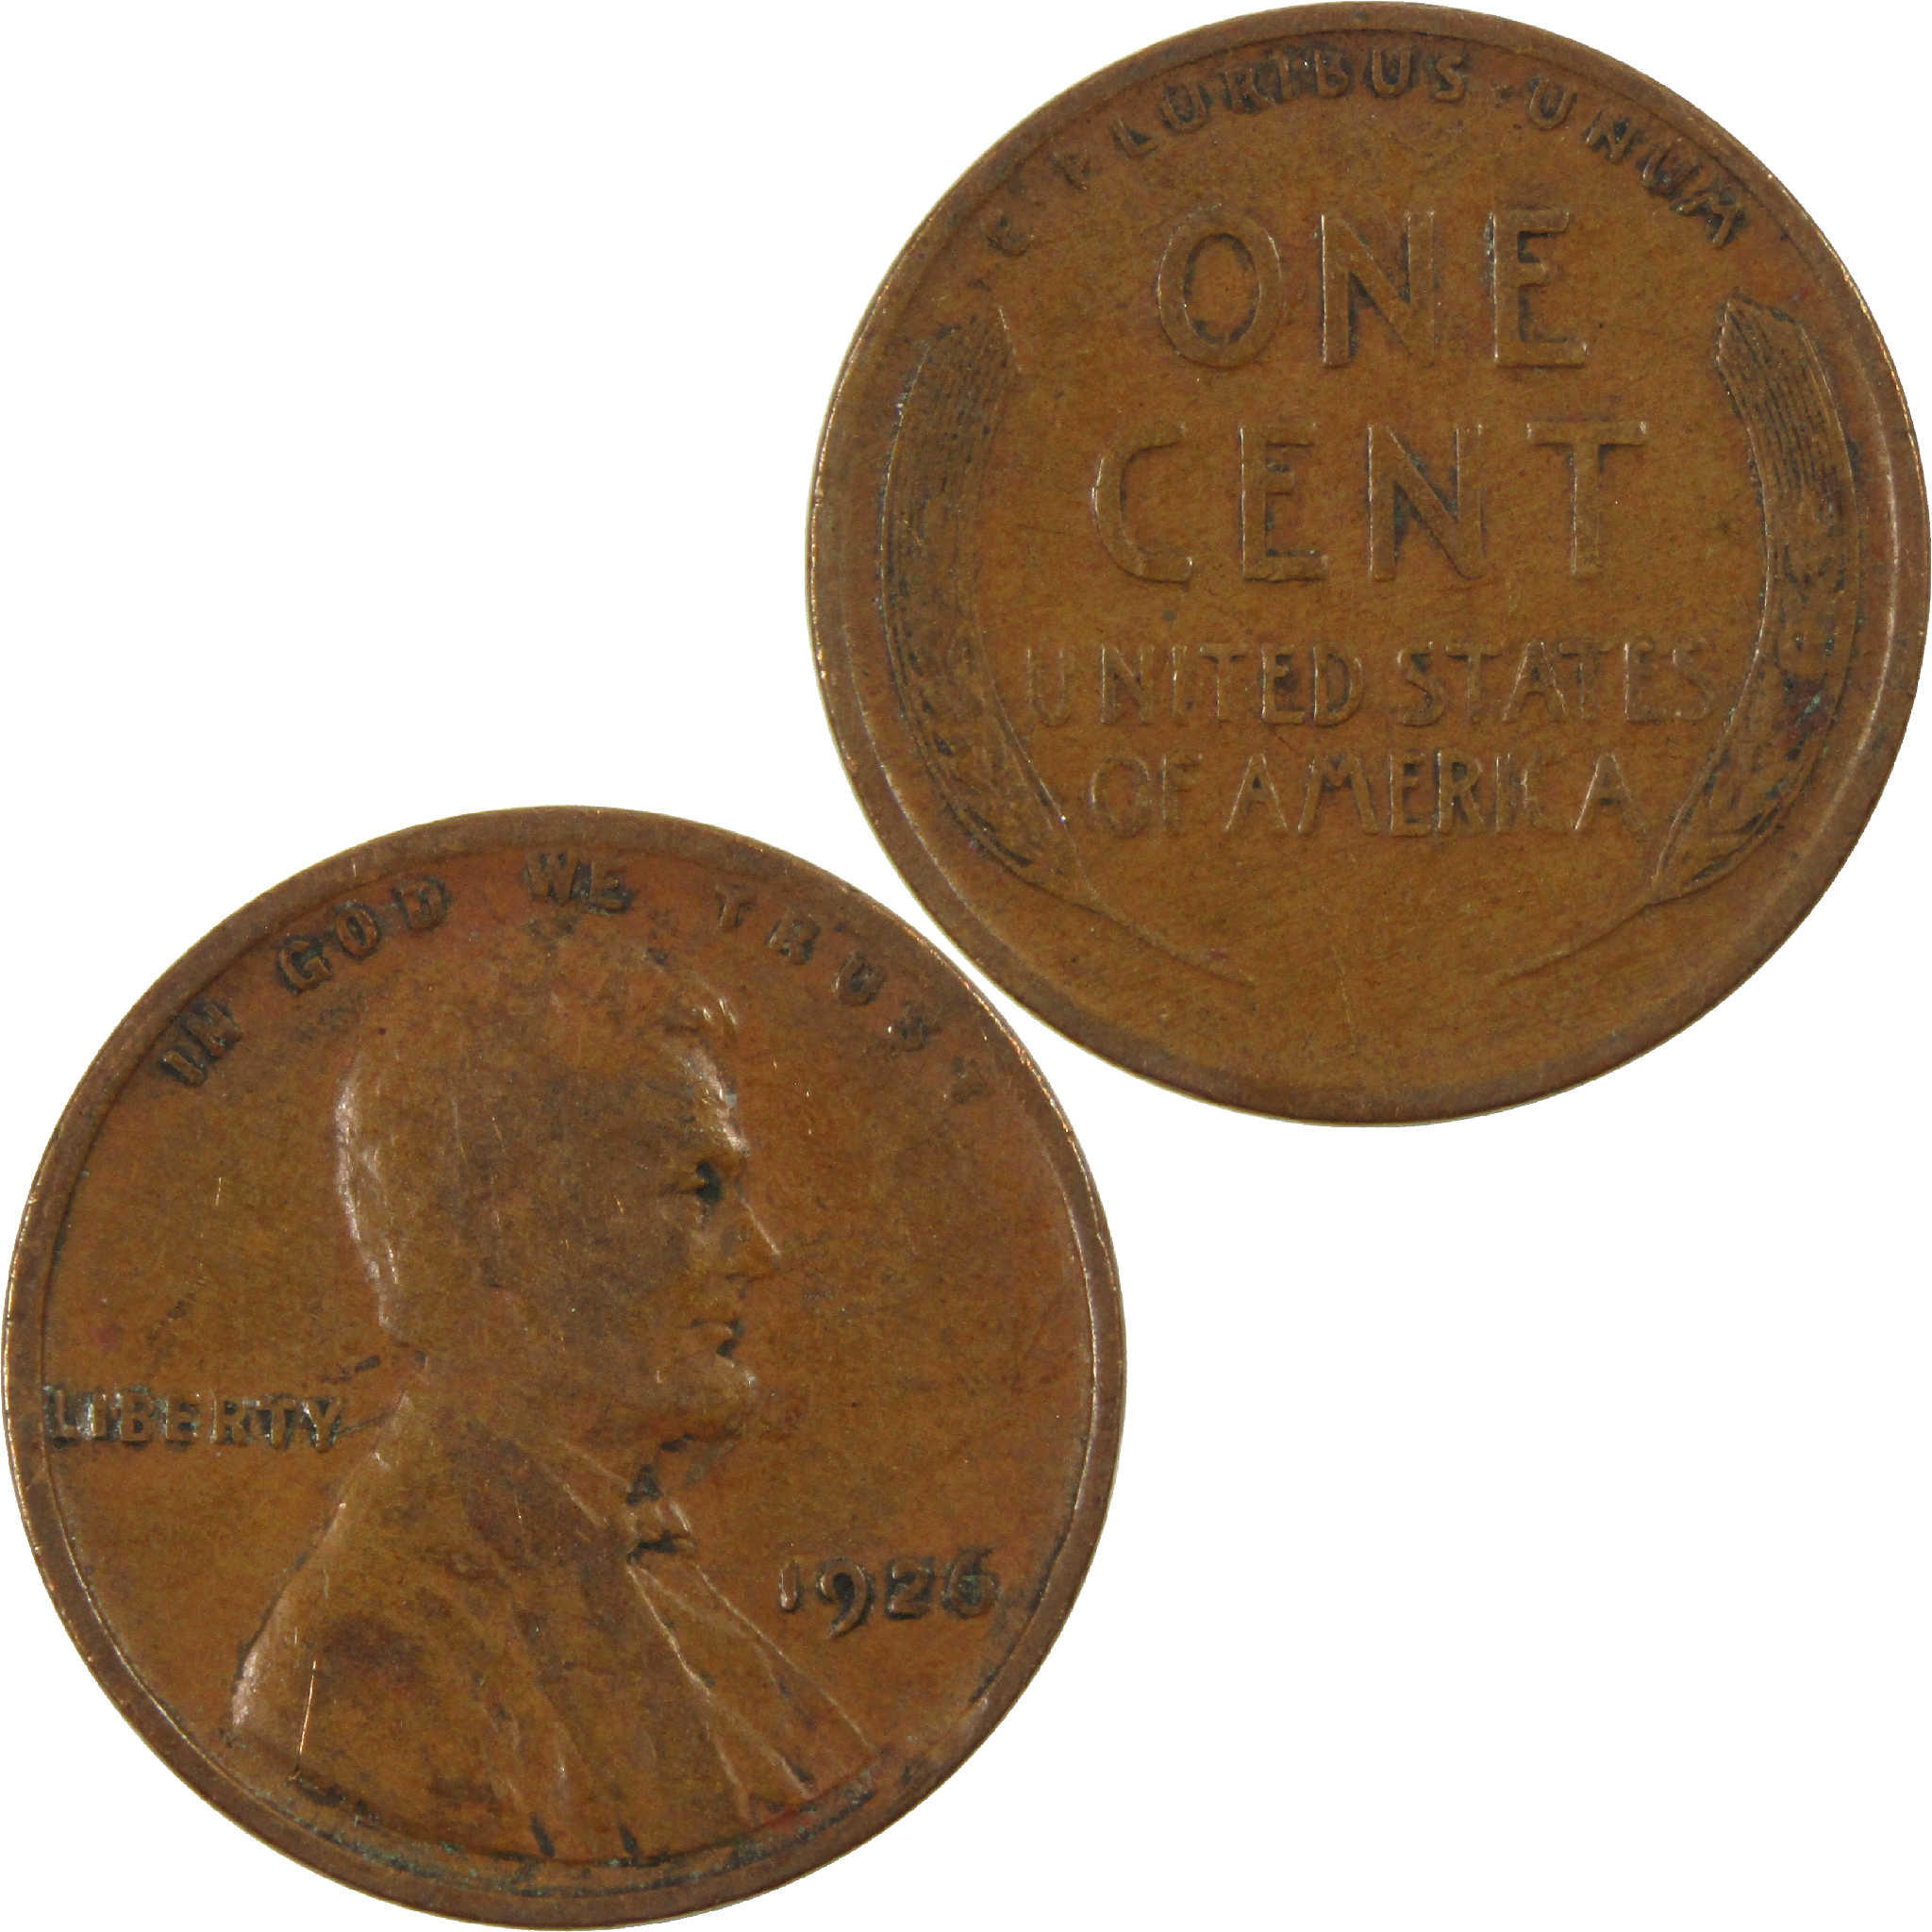 E·PLURIBUS·UNUM
ONE
CENT
UNITED STATES
OF AMERICA
IN GOD WE TRUST
LIBERTY
1926